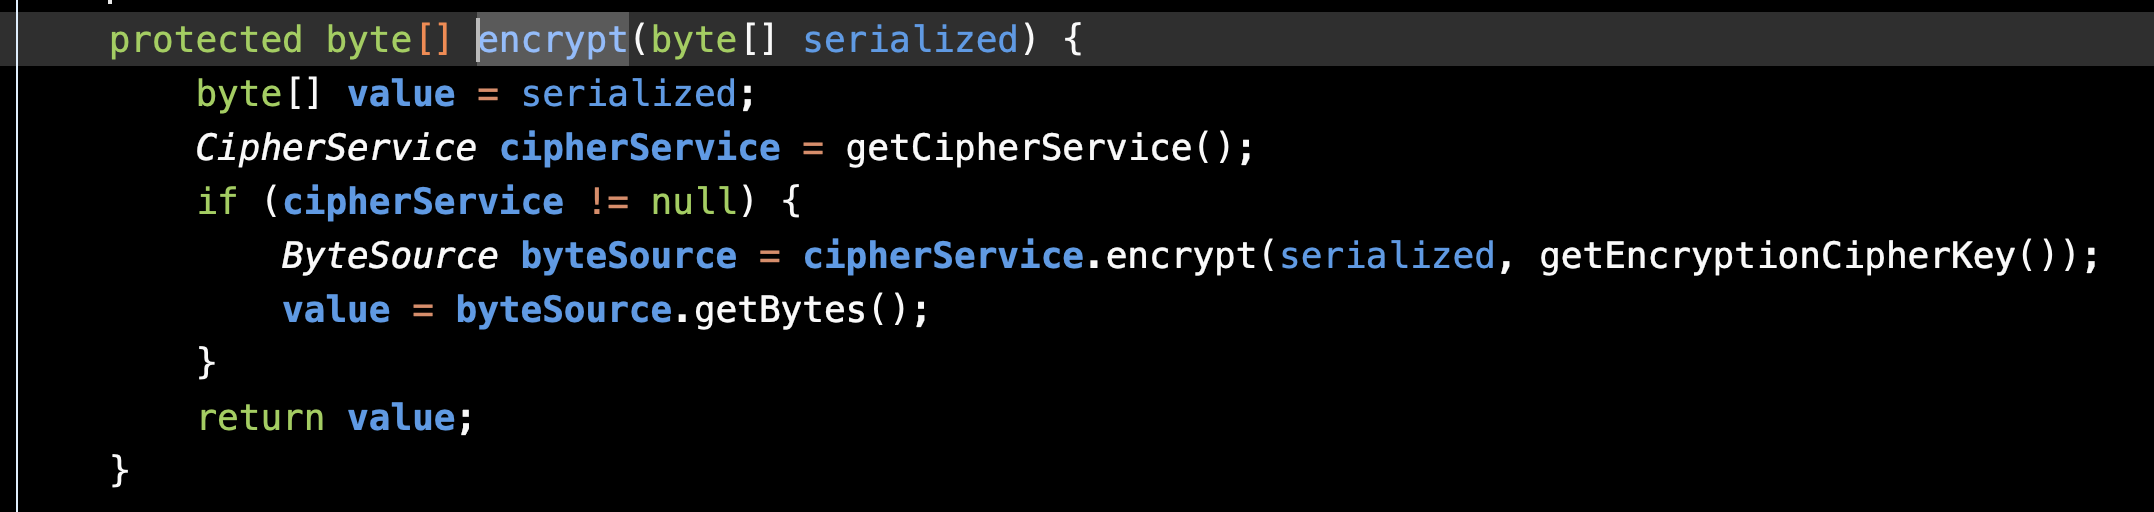 protected byte[] encrypt(byte[] serialized) {
    byte[] value = serialized;
    CipherService cipherService = getCipherService();
    if (cipherService != null) {
        ByteSource byteSource = cipherService.encrypt(serialized, getEncryptionCipherKey());
        value = byteSource.getBytes();
    }
    return value;
}